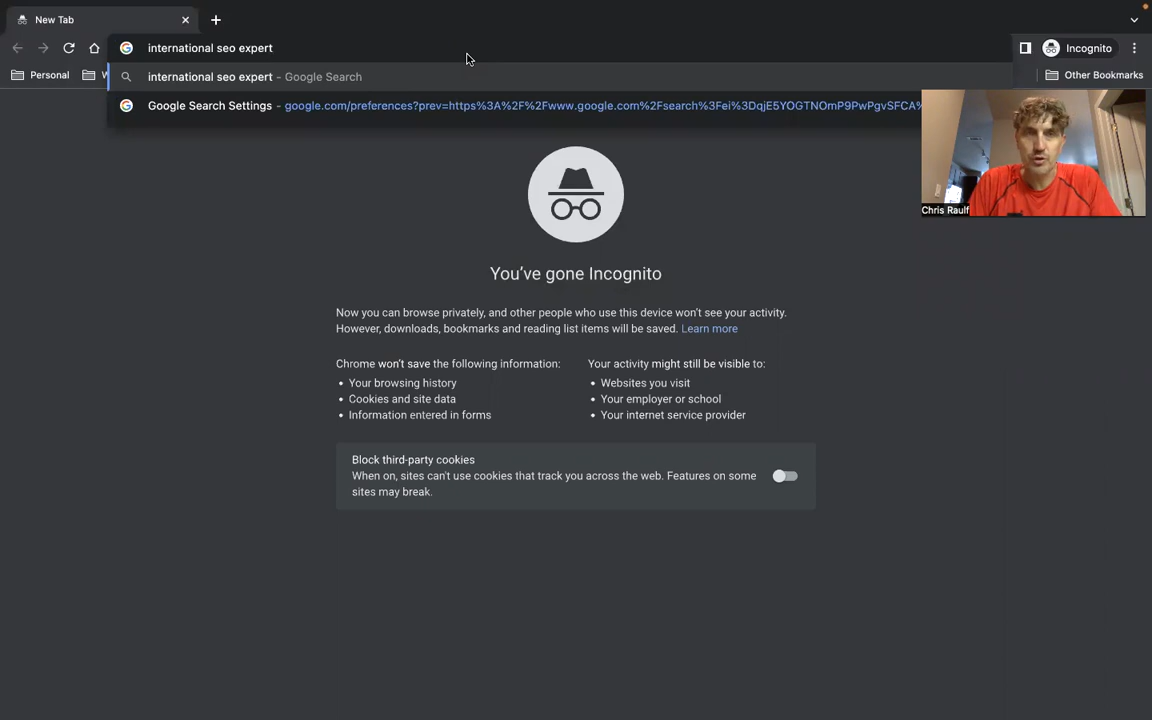 New Tab
international seo expert
Incognito
Personal
W
Other Bookmarks
international seo expert - Google Search
Google Search Settings - google.com/preferences?prev=https%3A%2F%2Fwww.google.com%2Fsearch%3Fei%3DqjE5YOGTNOmP9PwPgvSFCA%
Chris Raulf
You've gone Incognito
Now you can browse privately, and other people who use this device won't see your activity.
However, downloads, bookmarks and reading list items will be saved. Learn more
Chrome won't save the following information:
• Your browsing history
• Cookies and site data
• Information entered in forms
Your activity might still be visible to:
• Websites you visit
• Your employer or school
• Your internet service provider
Block third-party cookies
When on, sites can't use cookies that track you across the web. Features on some
sites may break.